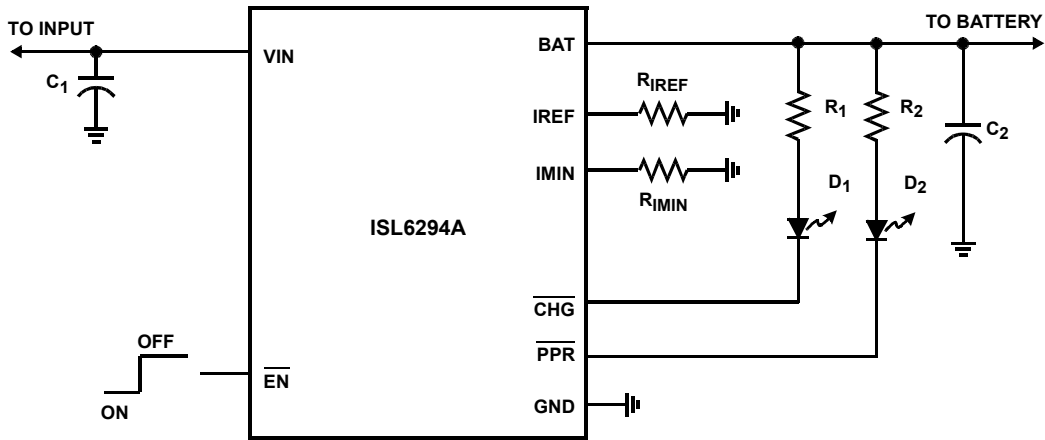 TO INPUT
TO BATTERY
VIN
BAT
C1
RIREF
R1
R2
IREF
C2
IMIN
D1
D2
RIMIN
ISL6294A
CHG
OFF
PPR
EN
ON
GND